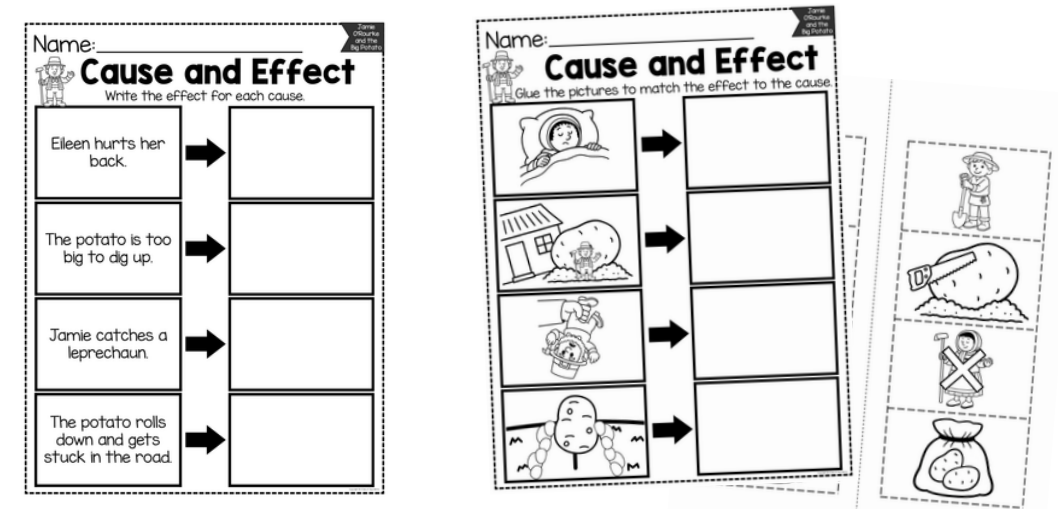 Jamie
O'Rourke
and the
Big Potato
Name:
Cause and Effect
Write the effect for each cause.
Eileen hurts her
back.
The potato is too
big to dig up.
Jamie catches a
leprechaun.
The potato rolls
down and gets
stuck in the road.
Jamie
O'Rourke
and the
Big Potato
Name:
Cause and Effect
Glue the pictures to match the effect to the cause.